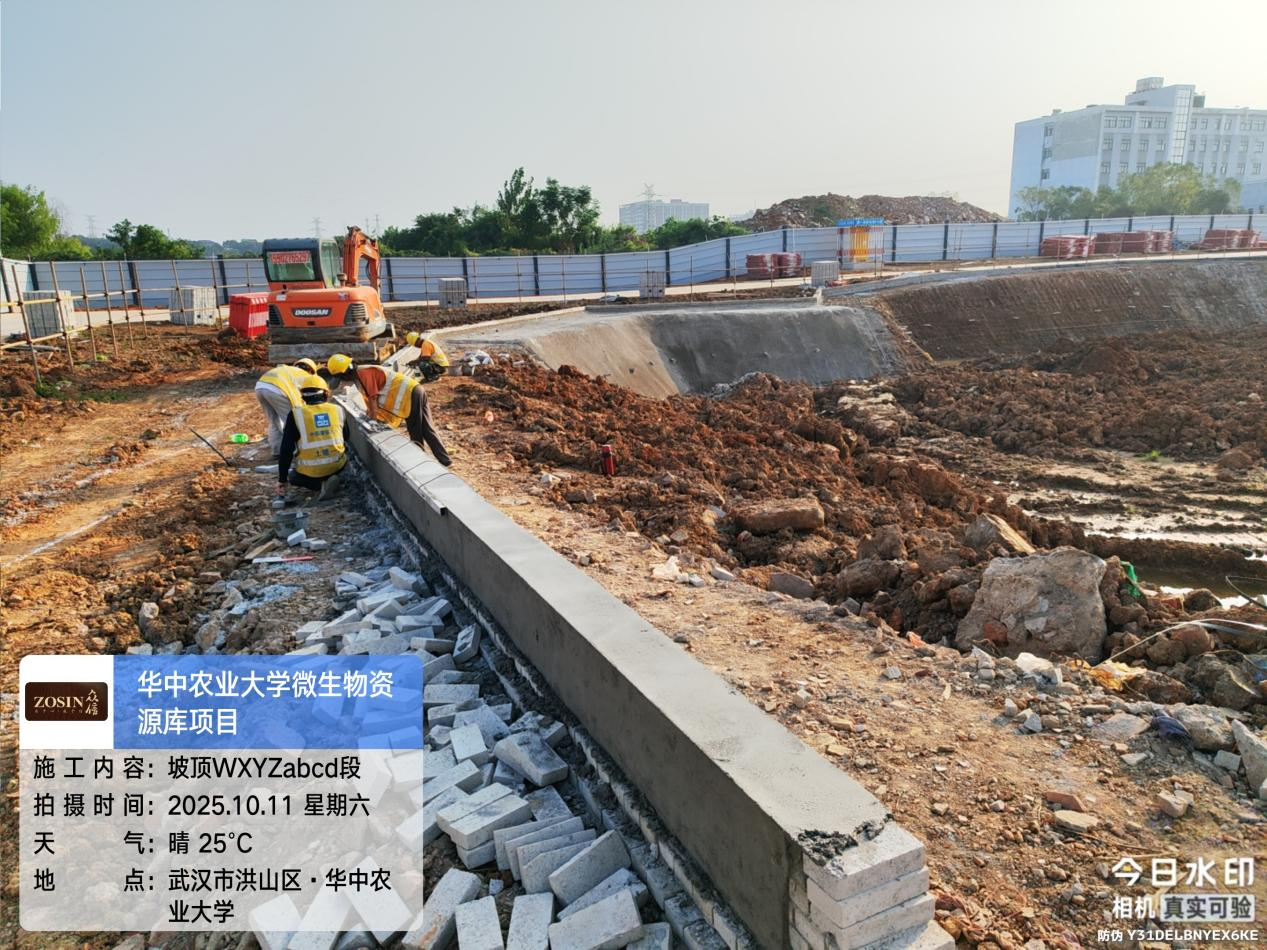 DOOSAN
ZOSIN 众信
华中农业大学微生物资
源库项目
施工内容：坡顶WXYZabcd段
拍摄时间：2025.10.11 星期六
天气：晴 25°C
地点：武汉市洪山区·华中农
业大学
今日水印
相机 真实可验
防伪 Y31DELBNYEX6KE